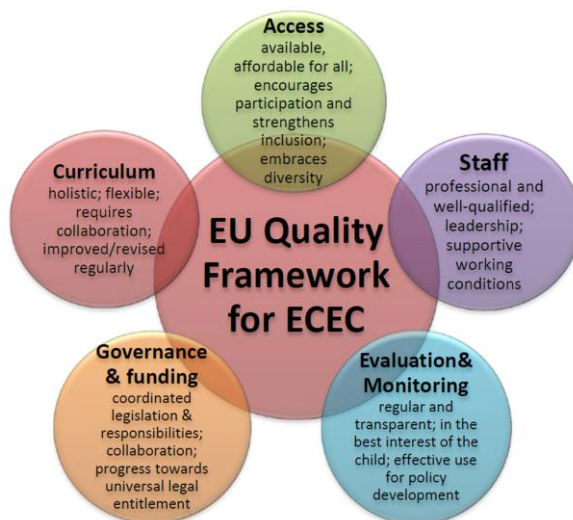 Access
available,
affordable for all;
encourages
participation and
strengthens
inclusion;
embraces
diversity
Curriculum
holistic; flexible;
requires
collaboration;
improved/revised
regularly
Staff
professional and
well-qualified;
leadership;
supportive
working
conditions
EU Quality
Framework
for ECEC
Governance
& funding
coordinated
legislation &
responsibilities;
collaboration;
progress towards
universal legal
entitlement
Evaluation&
Monitoring
regular and
transparent; in the
best interest of the
child; effective use
for policy
development